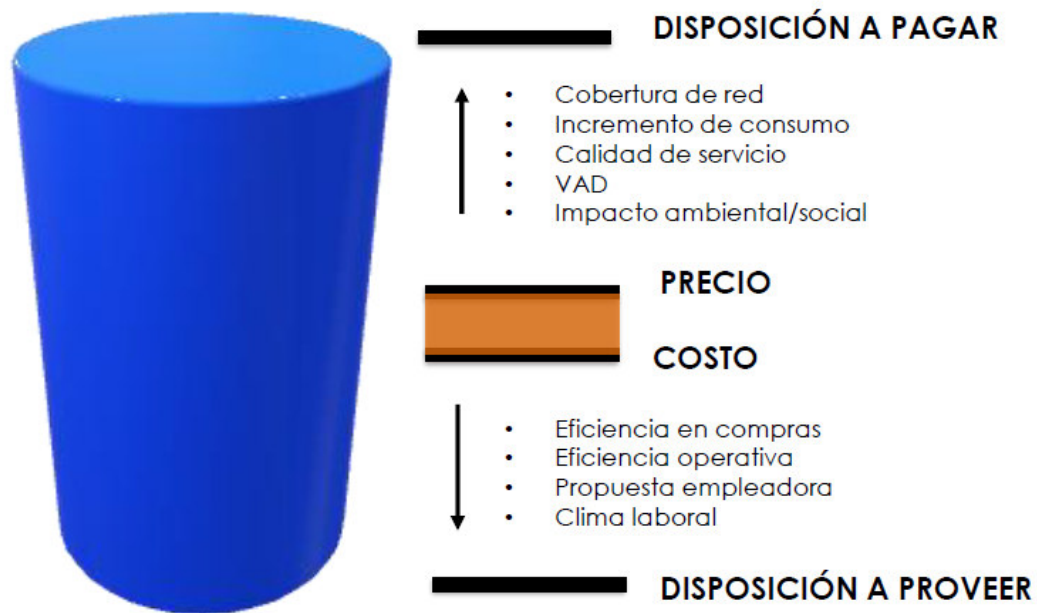 DISPOSICIÓN A PAGAR
• Cobertura de red
• Incremento de consumo
• Calidad de servicio
• VAD
• Impacto ambiental/social
PRECIO
COSTO
• Eficiencia en compras
• Eficiencia operativa
• Propuesta empleadora
• Clima laboral
DISPOSICIÓN A PROVEER